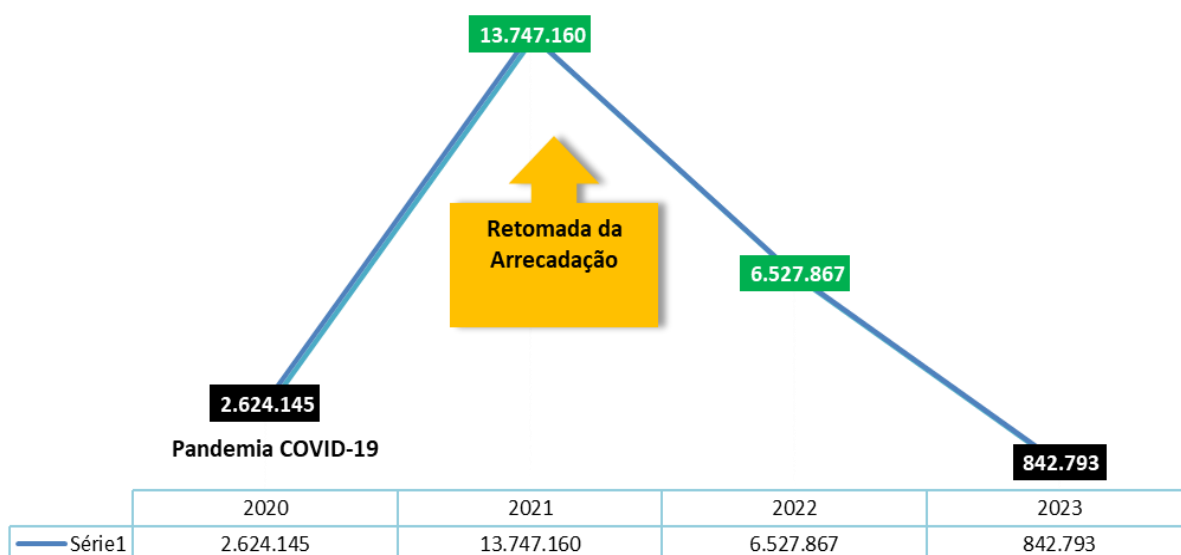 13.747.160
Retomada da
Arrecadação
6.527.867
2.624.145
Pandemia COVID-19
842.793
2020 2021 2022 2023
Série1 2.624.145 13.747.160 6.527.867 842.793